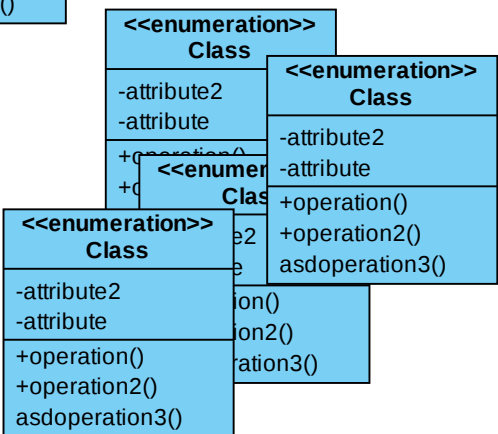 ()
<<enumeration>>
Class
-attribute2
-attribute
<<enumeration>>
Class
-attribute2
-attribute
+operation()
+operation2()
asdoperation3()
<<enumeration>>
Class
-attribute2
-attribute
+operation()
+operation2()
asdoperation3()